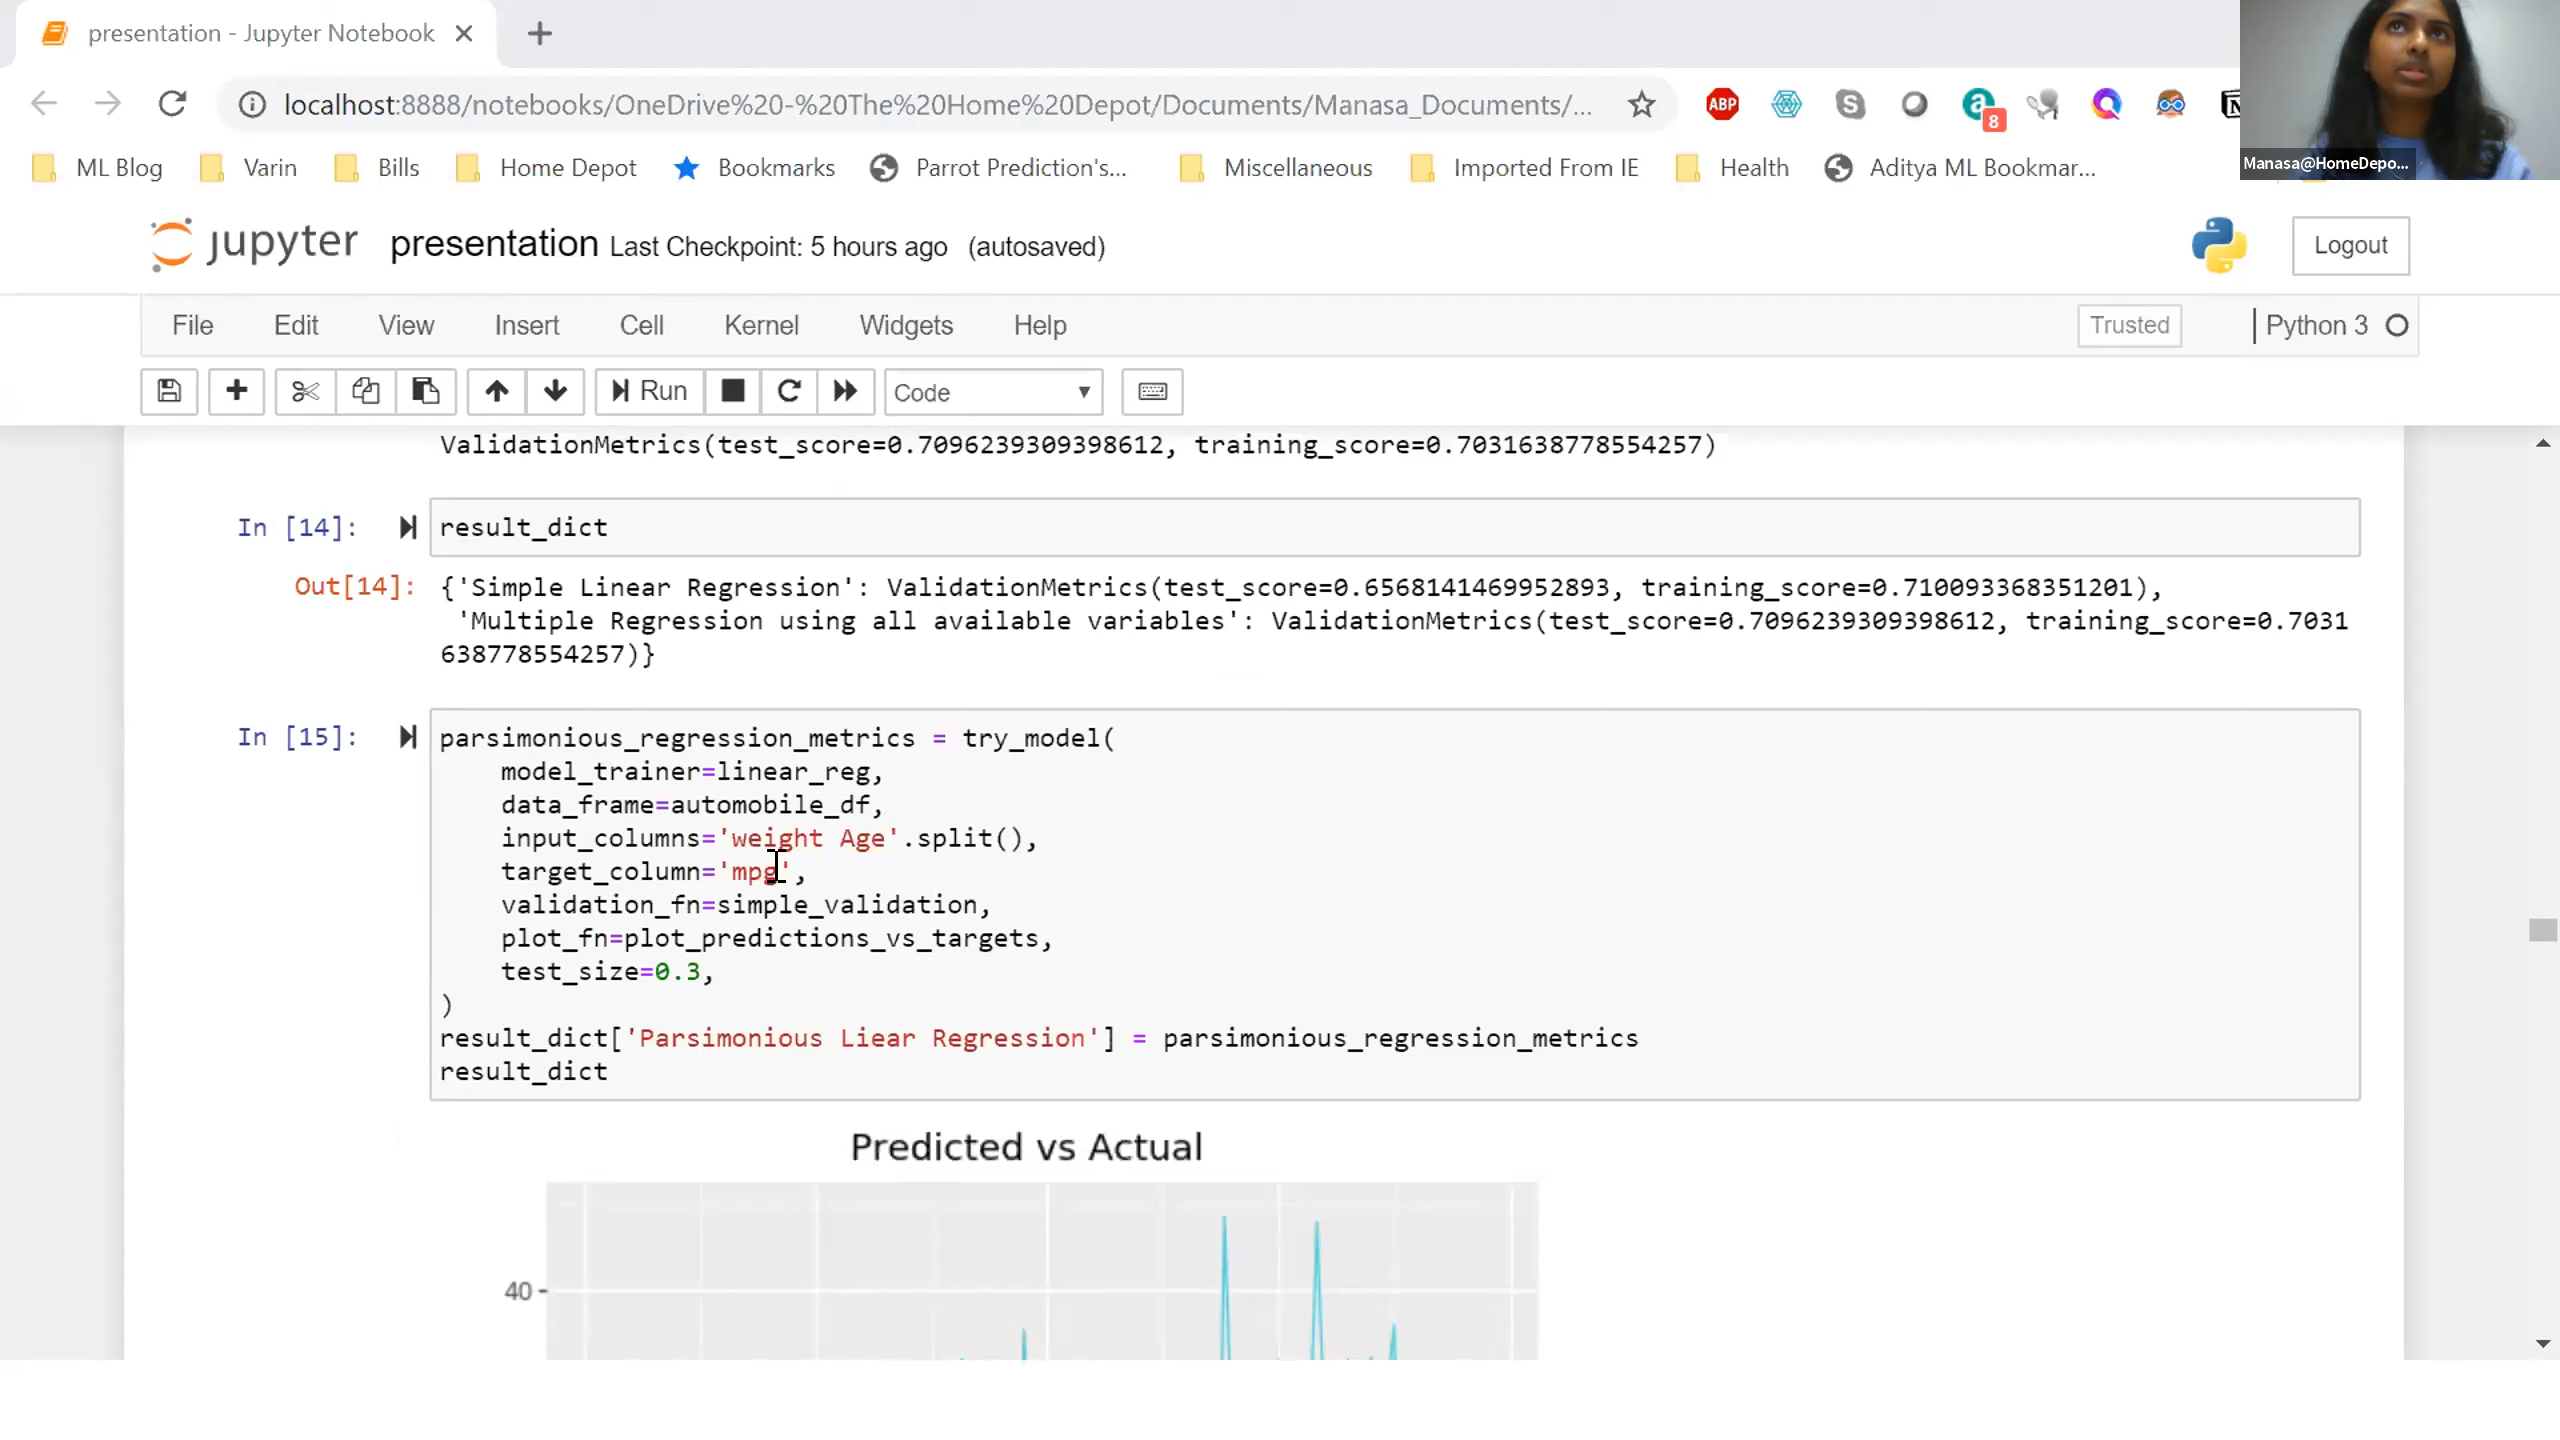 presentation - Jupyter Notebook
localhost:8888/notebooks/OneDrive%20-%20The%20Home%20Depot/Documents/Manasa_Documents/...
ABP
a
8
ML Blog
Varin
Bills
Home Depot
Bookmarks
Parrot Prediction's...
Miscellaneous
Imported From IE
Health
Aditya ML Bookmar...
Manasa@HomeDepo...
jupyter presentation Last Checkpoint: 5 hours ago (autosaved)
Logout
File Edit View Insert Cell Kernel Widgets Help
Trusted
Python 3
Run
Code
ValidationMetrics(test_score=0.7096239309398612, training_score=0.7031638778554257)
In [14]: result_dict
Out[14]: {'Simple Linear Regression': ValidationMetrics(test_score=0.6568141469952893, training_score=0.710093368351201),
'Multiple Regression using all available variables': ValidationMetrics(test_score=0.7096239309398612, training_score=0.7031
638778554257)}
In [15]: parsimonious_regression_metrics = try_model(
model_trainer=linear_reg,
data_frame=automobile_df,
input_columns='weight Age'.split(),
target_column='mpg',
validation_fn=simple_validation,
plot_fn=plot_predictions_vs_targets,
test_size=0.3,
)
result_dict['Parsimonious Liear Regression'] = parsimonious_regression_metrics
result_dict
Predicted vs Actual
40